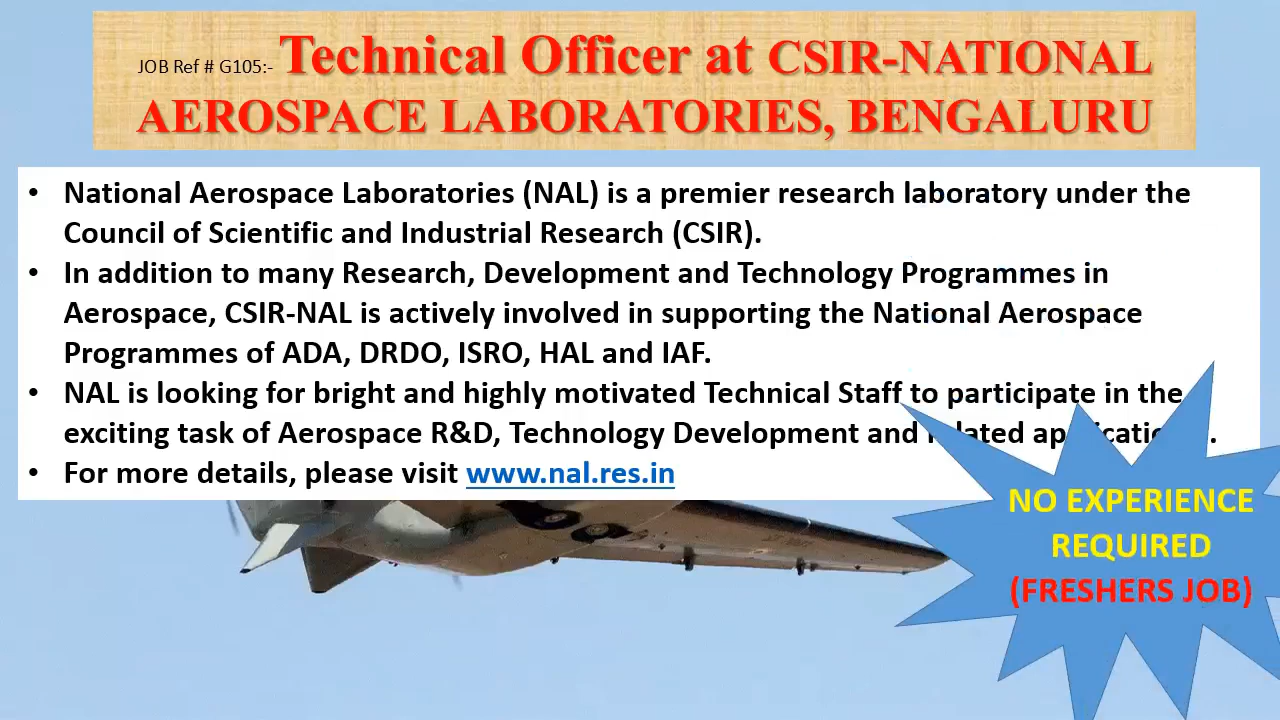 JOB Ref # G105:- Technical Officer at CSIR-NATIONAL
AEROSPACE LABORATORIES, BENGALURU
• National Aerospace Laboratories (NAL) is a premier research laboratory under the
Council of Scientific and Industrial Research (CSIR).
• In addition to many Research, Development and Technology Programmes in
Aerospace, CSIR-NAL is actively involved in supporting the National Aerospace
Programmes of ADA, DRDO, ISRO, HAL and IAF.
• NAL is looking for bright and highly motivated Technical Staff to participate in the
exciting task of Aerospace R&D, Technology Development and related applications.
• For more details, please visit www.nal.res.in
NO EXPERIENCE
REQUIRED
(FRESHERS JOB)